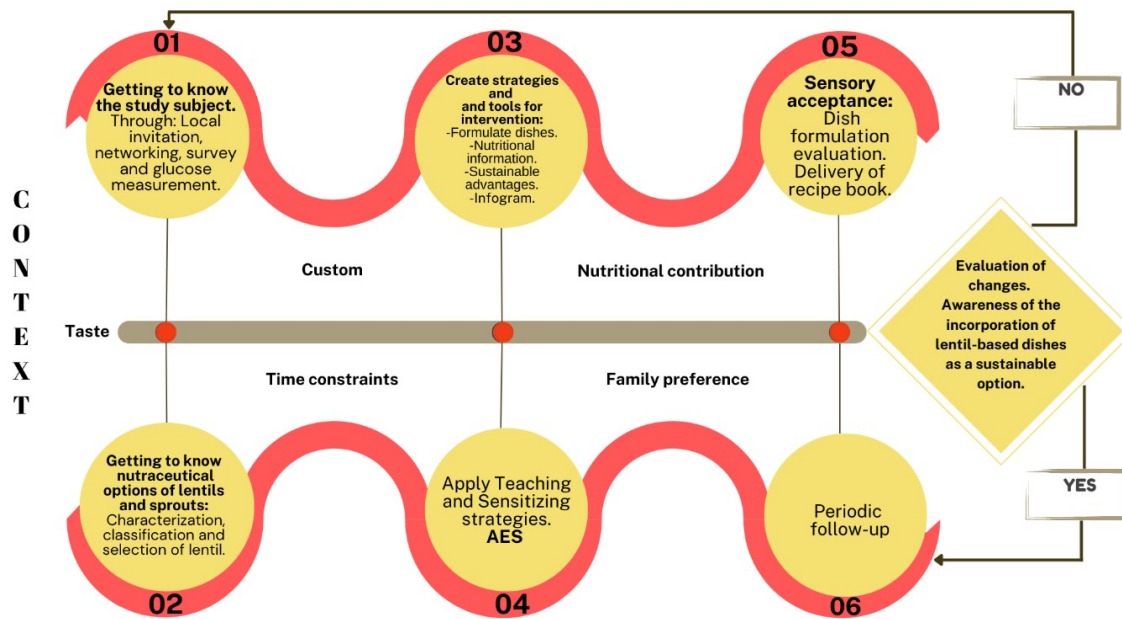 CONTEXT
01
Getting to know
the study subject.
Through: Local
invitation,
networking, survey
and glucose
measurement.
03
Create strategies
and
and tools for
intervention:
-Formulate dishes.
-Nutritional
information.
-Sustainable
advantages.
-Infogram.
05
Sensory
acceptance:
Dish
formulation
evaluation.
Delivery of
recipe book.
NO
Custom
Nutritional contribution
Taste
Time constraints
Family preference
Evaluation of
changes.
Awareness of the
incorporation of
lentil-based dishes
as a sustainable
option.
YES
Getting to know
nutraceutical
options of lentils
and sprouts:
Characterization,
classification and
selection of lentil.
02
Apply Teaching
and Sensitizing
strategies.
AES
04
Periodic
follow-up
06